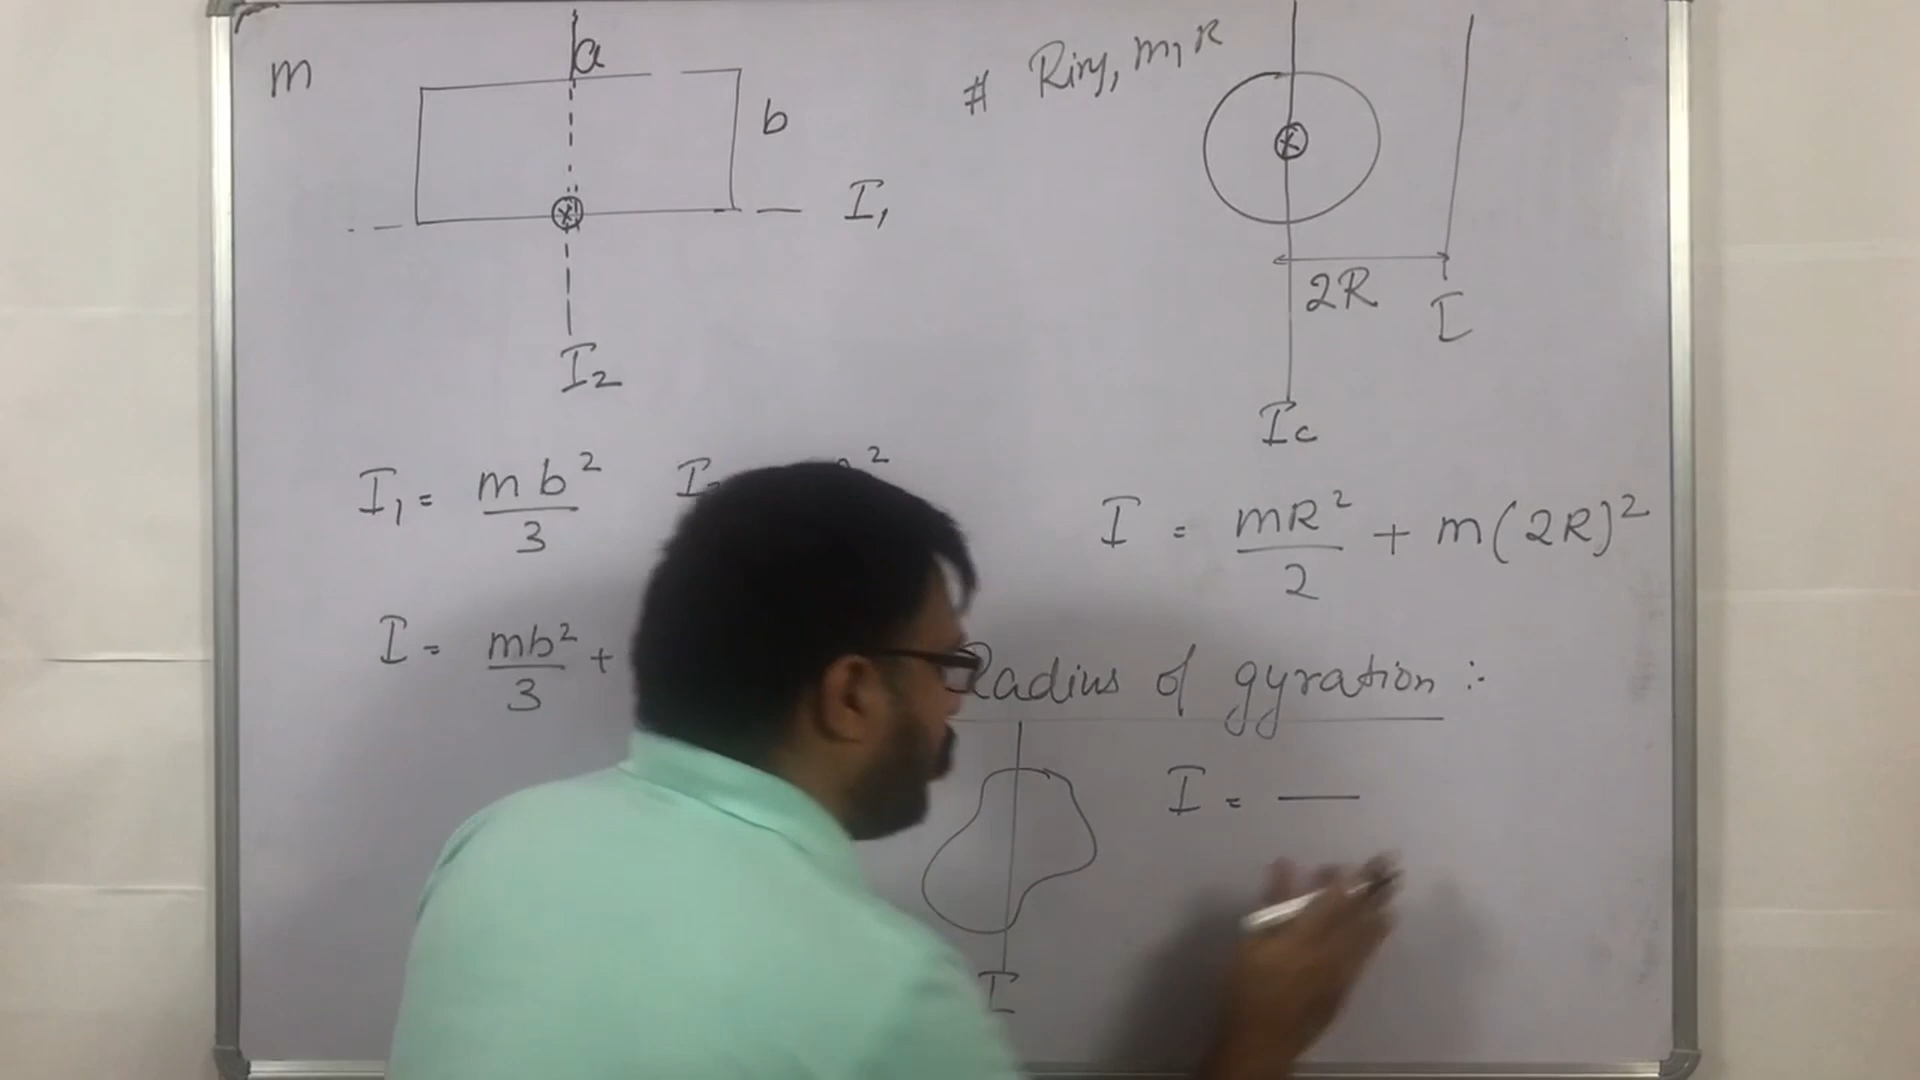 m
a
b
I₁
I₂
I₁ = mb²/3
I = mb²/3 +
# Ring, m, R
2R
I
Ic
I = mR²/2 + m(2R)²
Radius of gyration :-
I = —
I